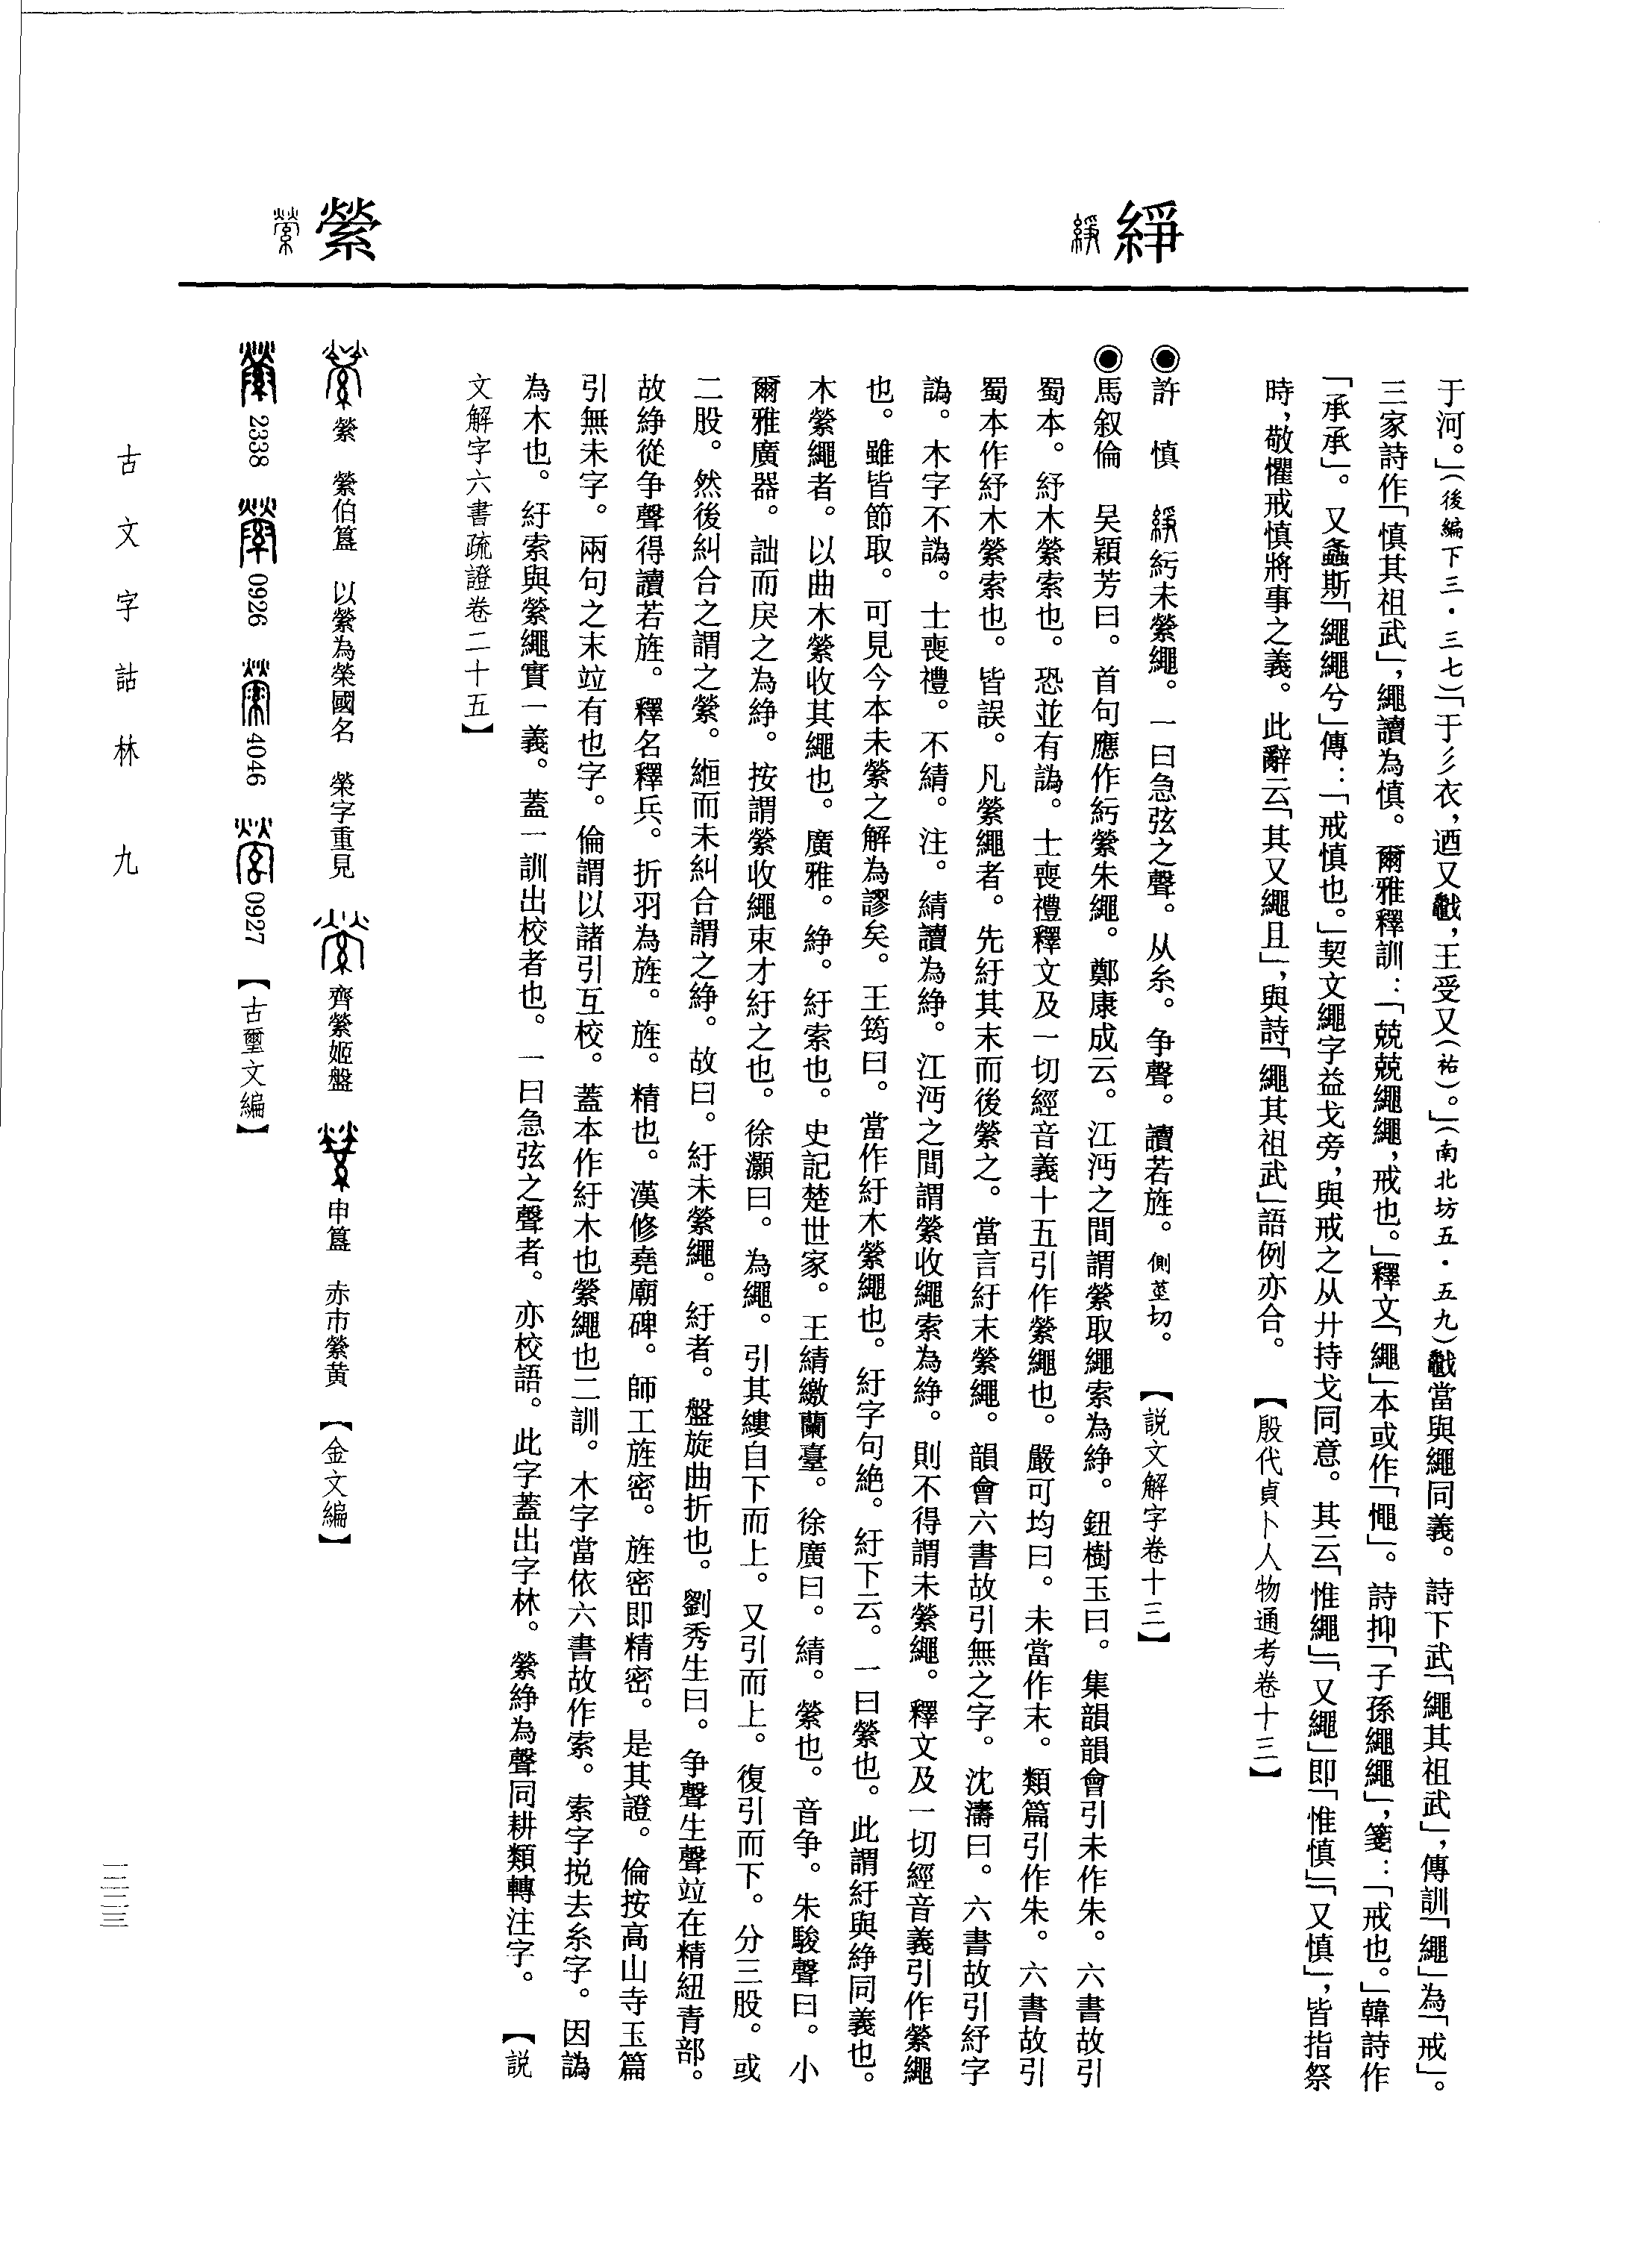 綪 縈
于河。」（後編下三·三七）「于彡衣，迺又，王受又（祐）。」（南北坊五·五九）當與繩同義。詩下武「繩其祖武」，傳訓「繩」為「戒」。
三家詩作「慎其祖武」，繩讀為慎。爾雅釋訓：「兢兢繩繩，戒也。」釋文「繩」本或作「憴」。詩抑「子孫繩繩」，箋：「戒也。」韓詩作
「承承」。又螽斯「繩繩兮」傳：「戒慎也。」契文繩字益戈旁，與戒之从廾持戈同意。其云「惟繩」「又繩」即「惟慎」「又慎」，皆指祭
時，敬懼戒慎將事之義。此辭云「其又繩且」，與詩「繩其祖武」語例亦合。　【殷代貞卜人物通考卷十三】
◉許　慎　䋫紆未縈繩。一曰急弦之聲。从糸。争聲。讀若旌。側莖切。　【説文解字卷十三】
◉馬叙倫　吴穎芳曰。首句應作紆縈朱繩。鄭康成云。江沔之間謂縈取繩索為䋫。鈕樹玉曰。集韻韻會引未作朱。六書故引
蜀本。紓木縈索也。恐並有譌。士喪禮釋文及一切經音義十五引作縈繩也。嚴可均曰。未當作末。類篇引作朱。六書故引
蜀本作紓木縈索也。皆誤。凡縈繩者。先紆其末而後縈之。當言紆末縈繩。韻會六書故引無之字。沈濤曰。六書故引紓字
譌。木字不譌。士喪禮。不綪。注。綪讀為䋫。江沔之間謂縈收繩索為䋫。則不得謂未縈繩。釋文及一切經音義引作縈繩
也。雖皆節取。可見今本未縈之解為謬矣。王筠曰。當作紆木縈繩也。紆字句絶。紆下云。一曰縈也。此謂紆與䋫同義也。
木縈繩者。以曲木縈收其繩也。廣雅。䋫。紆索也。史記楚世家。王綪繳蘭臺。徐廣曰。綪。縈也。音争。朱駿聲曰。小
爾雅廣器。詘而戾之為䋫。按謂縈收繩束才紆之也。徐灝曰。為繩。引其縷自下而上。又引而上。復引而下。分三股。或
二股。然後糾合之謂之縈。縆而未糾合謂之䋫。故曰。紆未縈繩。紆者。盤旋曲折也。劉秀生曰。争聲生聲竝在精紐青部。
故䋫從争聲得讀若旌。釋名釋兵。折羽為旌。旌。精也。漢修堯廟碑。師工旌密。旌密即精密。是其證。倫按高山寺玉篇
引無未字。兩句之末竝有也字。倫謂以諸引互校。蓋本作紆木也縈繩也二訓。木字當依六書故作索。索字挩去糸字。因譌
為木也。紆索與縈繩實一義。蓋一訓出校者也。一曰急弦之聲者。亦校語。此字蓋出字林。縈䋫為聲同耕類轉注字。　【説
文解字六書疏證卷二十五】
縈　縈伯簋　以縈為榮國名　榮字重見　齊縈姬盤　申簋　赤巿縈黄　【金文編】
2338　0926　4046　0927　【古璽文編】
古文字詁林　九
三三三